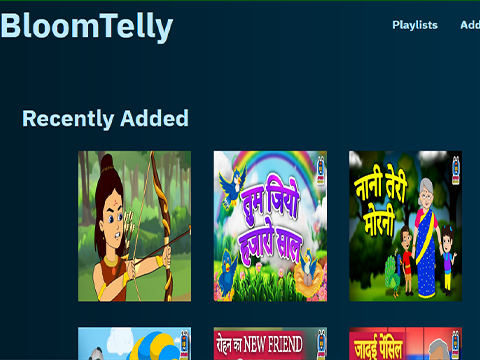 BloomTelly
Playlists
Add
Recently Added
तुम जियो
हज़ारो साल
नानी तेरी
मोरनी
रोहन का NEW FRIEND
जादुई पेंसिल